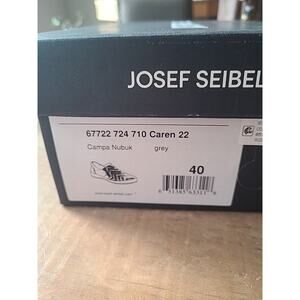 JOSEF SEIBEL
67722 724 710 Caren 22
Campa Nubuk grey
40